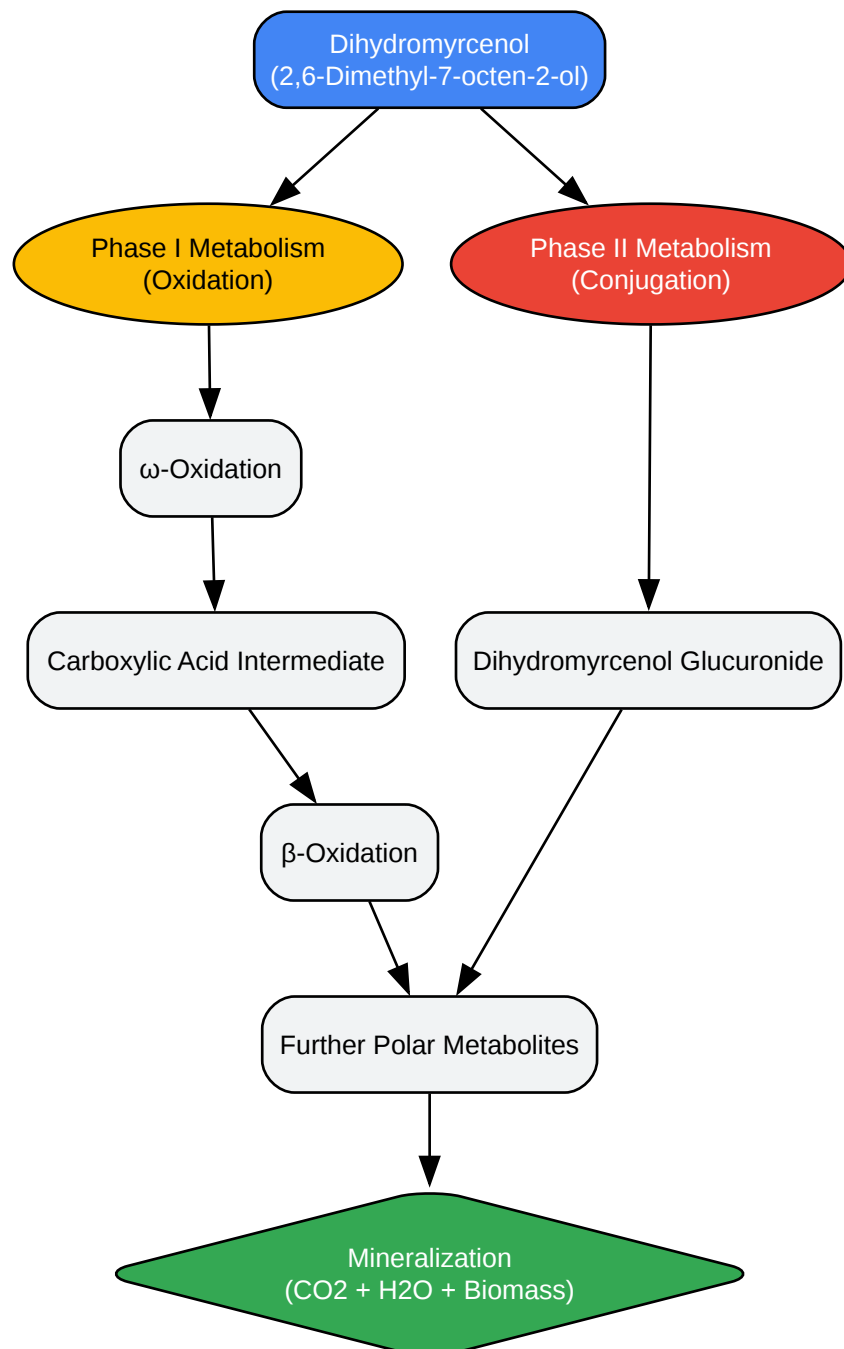 Dihydromyrcenol
(2,6-Dimethyl-7-octen-2-ol)
Phase I Metabolism
(Oxidation)
Phase II Metabolism
(Conjugation)
ω-Oxidation
Carboxylic Acid Intermediate
Dihydromyrcenol Glucuronide
β-Oxidation
Further Polar Metabolites
Mineralization
(CO2 + H2O + Biomass)